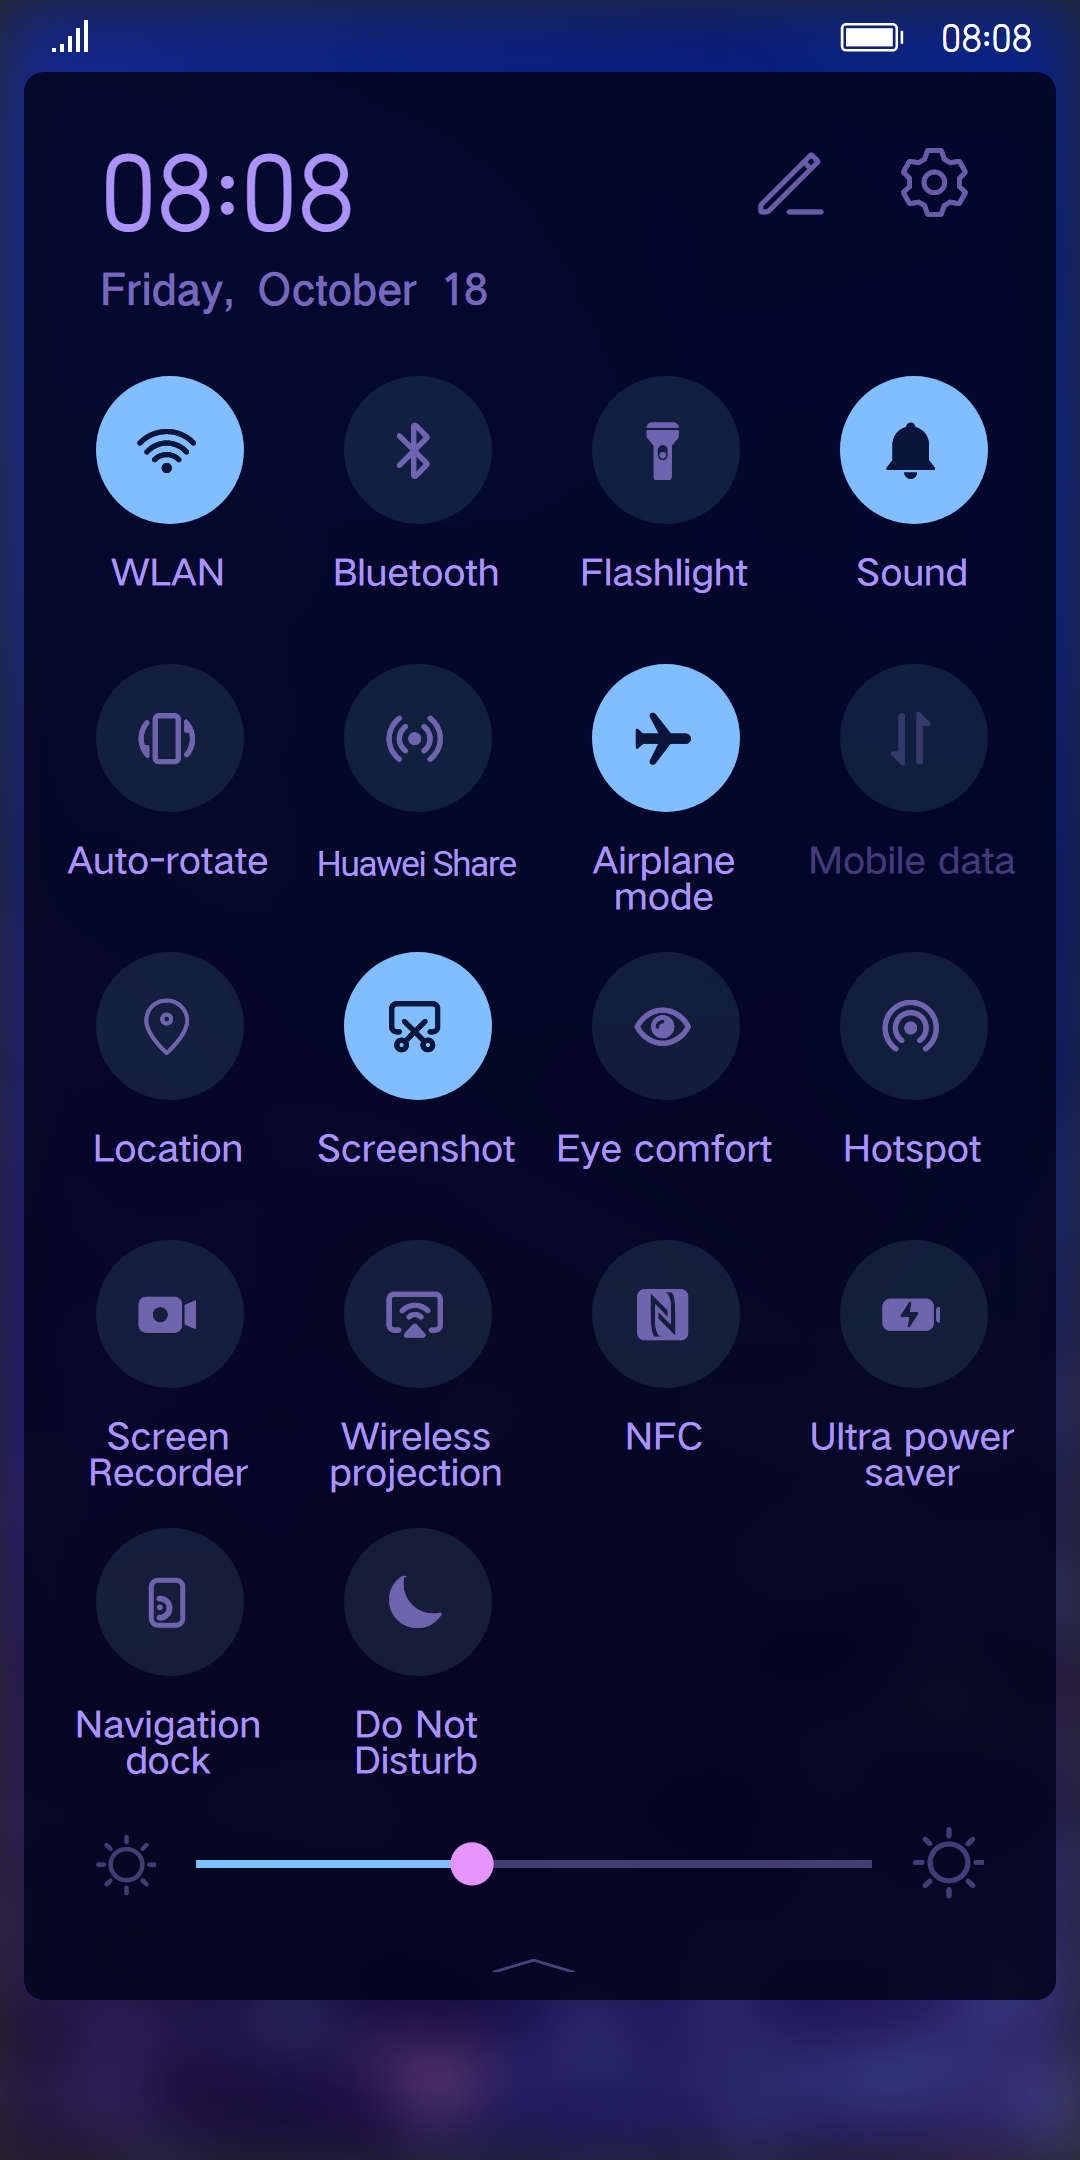 08:08
08:08
Friday, October 18
WLAN
Bluetooth
Flashlight
Sound
Auto-rotate
Huawei Share
Airplane
mode
Mobile data
Location
Screenshot
Eye comfort
Hotspot
Screen
Recorder
Wireless
projection
NFC
Ultra power
saver
Navigation
dock
Do Not
Disturb